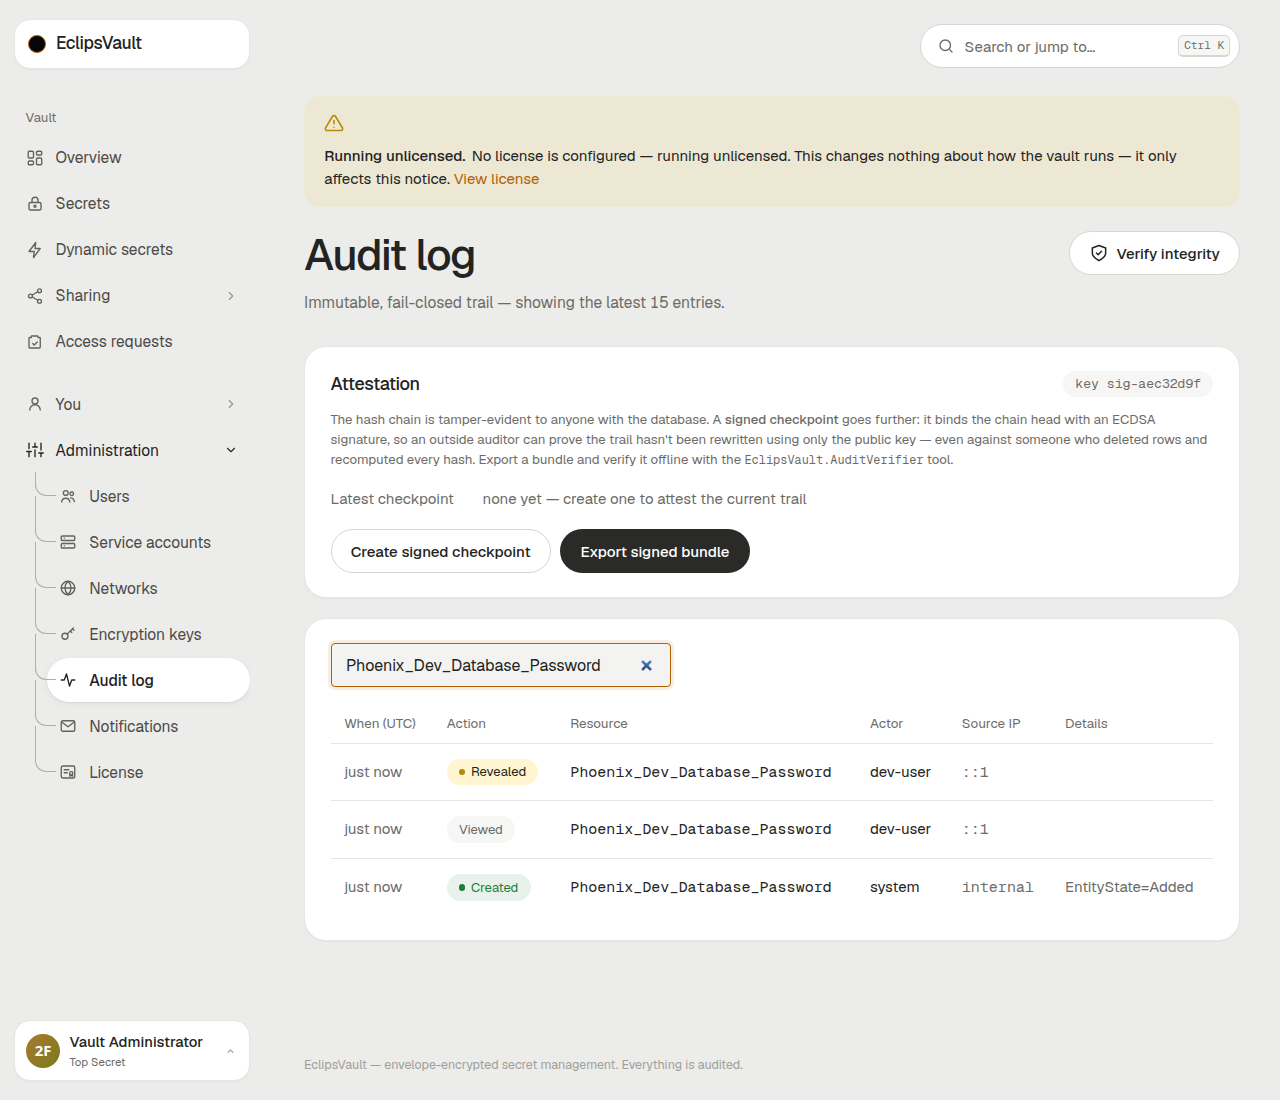 EclipsVault
Search or jump to...
Ctrl K
Vault
Overview
Secrets
Dynamic secrets
Sharing
Access requests
You
Administration
Users
Service accounts
Networks
Encryption keys
Audit log
Notifications
License
Running unlicensed. No license is configured — running unlicensed. This changes nothing about how the vault runs — it only
affects this notice. View license
Audit log
Verify integrity
Immutable, fail-closed trail — showing the latest 15 entries.
Attestation
key sig-aec32d9f
The hash chain is tamper-evident to anyone with the database. A signed checkpoint goes further: it binds the chain head with an ECDSA
signature, so an outside auditor can prove the trail hasn't been rewritten using only the public key — even against someone who deleted rows and
recomputed every hash. Export a bundle and verify it offline with the EclipsVault.AuditVerifier tool.
Latest checkpoint none yet — create one to attest the current trail
Create signed checkpoint
Export signed bundle
Phoenix_Dev_Database_Password
When (UTC) Action Resource Actor Source IP Details
just now Revealed Phoenix_Dev_Database_Password dev-user ::1
just now Viewed Phoenix_Dev_Database_Password dev-user ::1
just now Created Phoenix_Dev_Database_Password system internal EntityState=Added
2F
Vault Administrator
Top Secret
EclipsVault — envelope-encrypted secret management. Everything is audited.